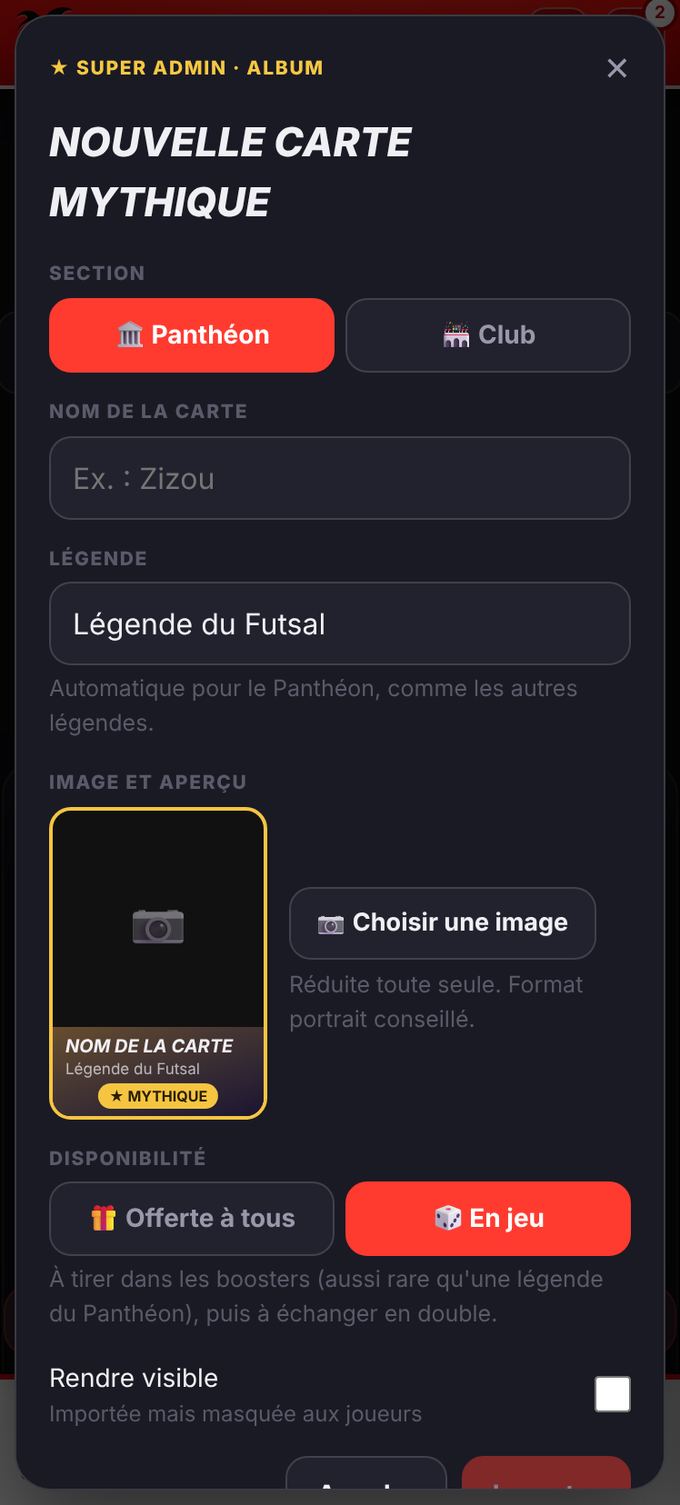 2
★ SUPER ADMIN · ALBUM
NOUVELLE CARTE
MYTHIQUE
SECTION
Panthéon
Club
NOM DE LA CARTE
Ex. : Zizou
LÉGENDE
Légende du Futsal
Automatique pour le Panthéon, comme les autres
légendes.
IMAGE ET APERÇU
NOM DE LA CARTE
Légende du Futsal
★ MYTHIQUE
Choisir une image
Réduite toute seule. Format
portrait conseillé.
DISPONIBILITÉ
Offerte à tous
En jeu
À tirer dans les boosters (aussi rare qu'une légende
du Panthéon), puis à échanger en double.
Rendre visible
Importée mais masquée aux joueurs